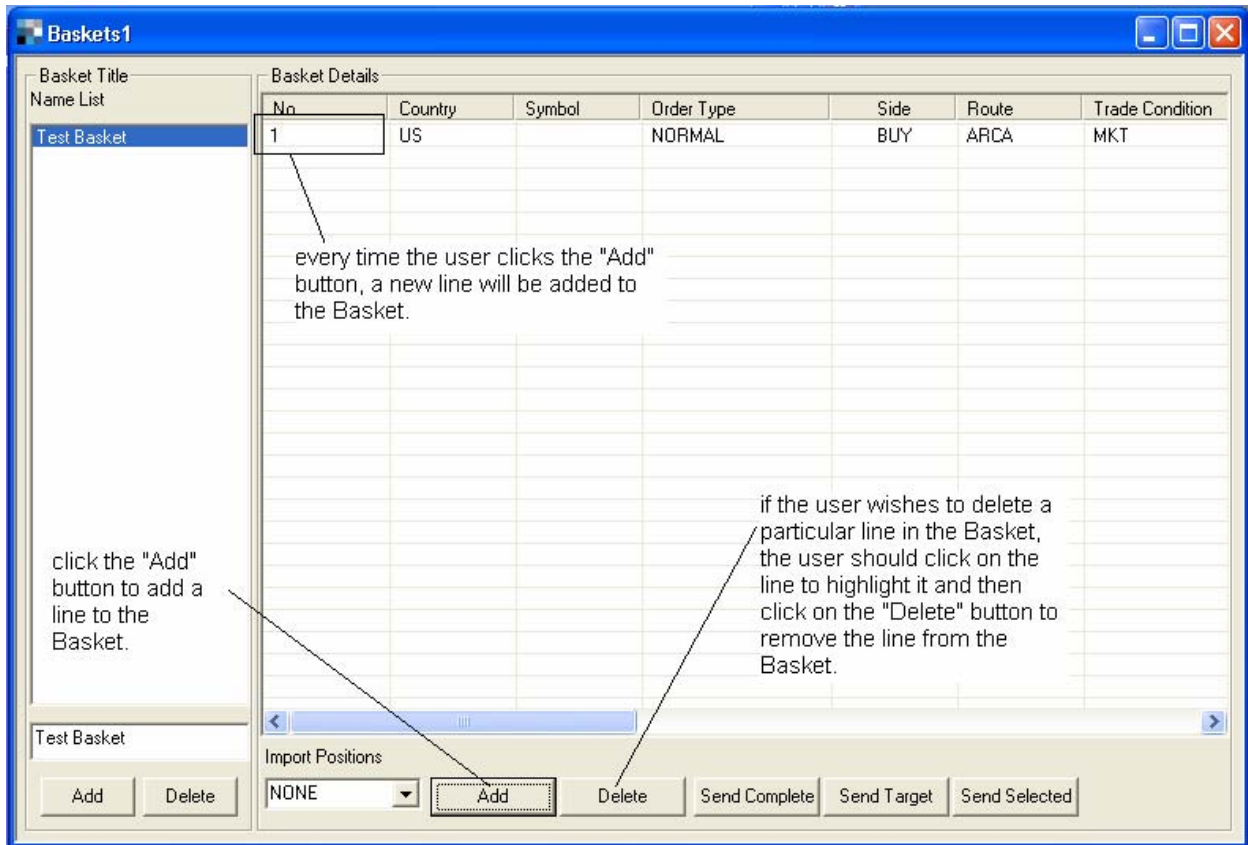 Baskets1
Basket Title
Name List
Test Basket
Test Basket
Add Delete
Basket Details
No Country Symbol Order Type Side Route Trade Condition
1 US NORMAL BUY ARCA MKT
every time the user clicks the "Add"
button, a new line will be added to
the Basket.
click the "Add"
button to add a
line to the
Basket.
if the user wishes to delete a
particular line in the Basket,
the user should click on the
line to highlight it and then
click on the "Delete" button to
remove the line from the
Basket.
Import Positions
NONE Add Delete Send Complete Send Target Send Selected